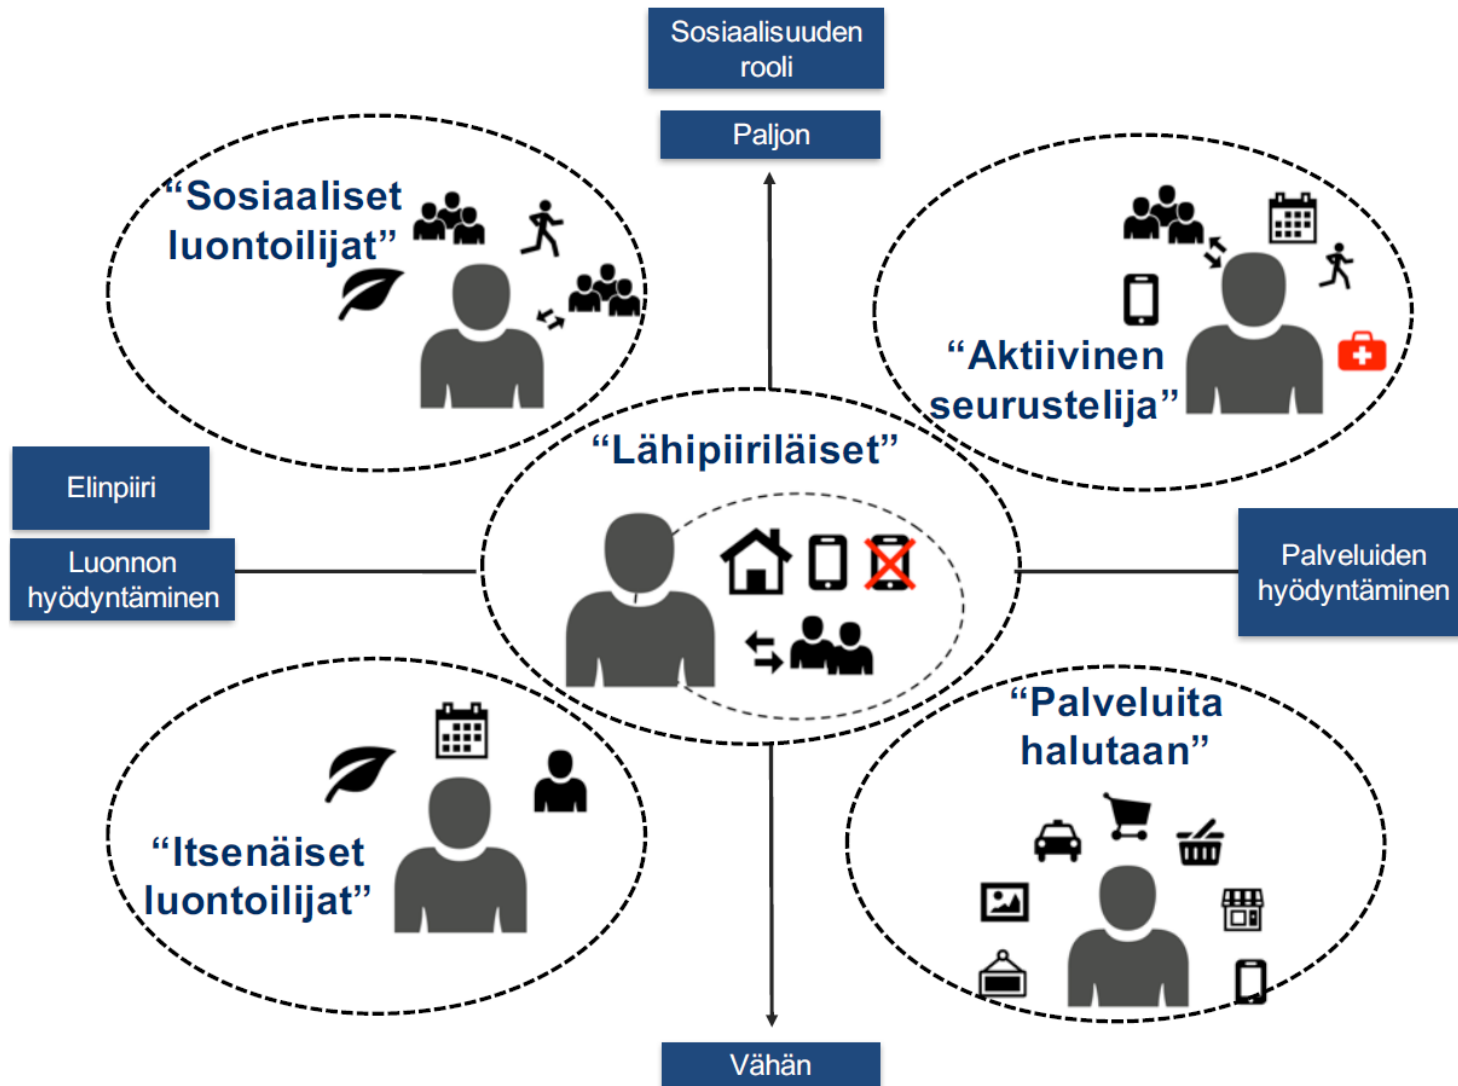 Sosiaalisuuden
rooli
Paljon
“Sosiaaliset
luontoilijat”
“Aktiivinen
seurustelija”
“Lähipiiriläiset”
Elinpiiri
Luonnon
hyödyntäminen
Palveluiden
hyödyntäminen
“Itsenäiset
luontoilijat”
“Palveluita
halutaan”
Vähän